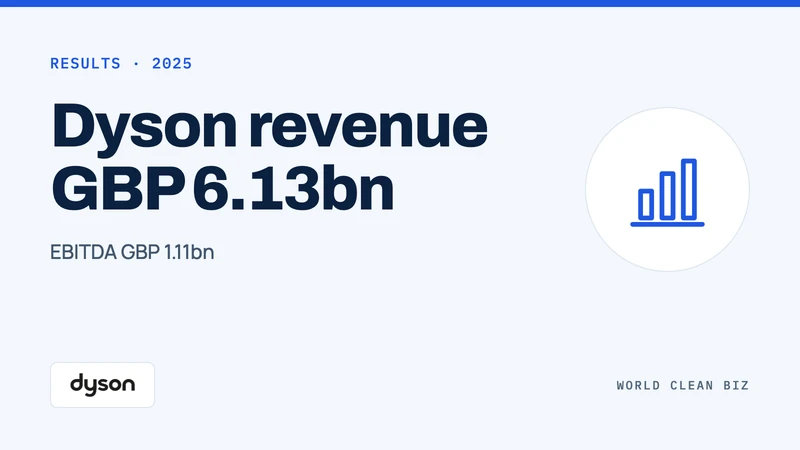 RESULTS · 2025
Dyson revenue
GBP 6.13bn
EBITDA GBP 1.11bn
dyson
WORLD CLEAN BIZ